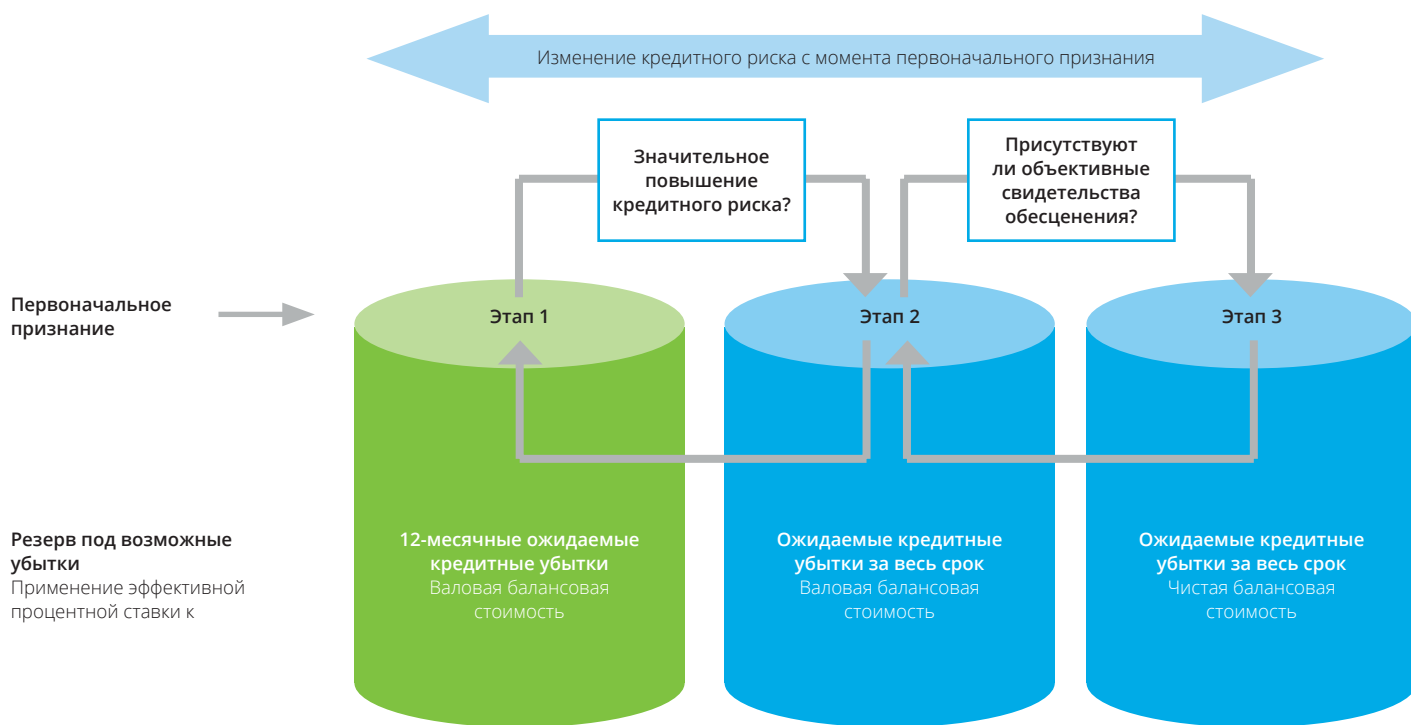 Изменение кредитного риска с момента первоначального признания
Значительное
повышение
кредитного риска?
Присутствуют
ли объективные
свидетельства
обесценения?
Первоначальное
признание
Этап 1
Этап 2
Этап 3
Резерв под возможные
убытки
Применение эффективной
процентной ставки к
12-месячные ожидаемые
кредитные убытки
Валовая балансовая
стоимость
Ожидаемые кредитные
убытки за весь срок
Валовая балансовая
стоимость
Ожидаемые кредитные
убытки за весь срок
Чистая балансовая
стоимость